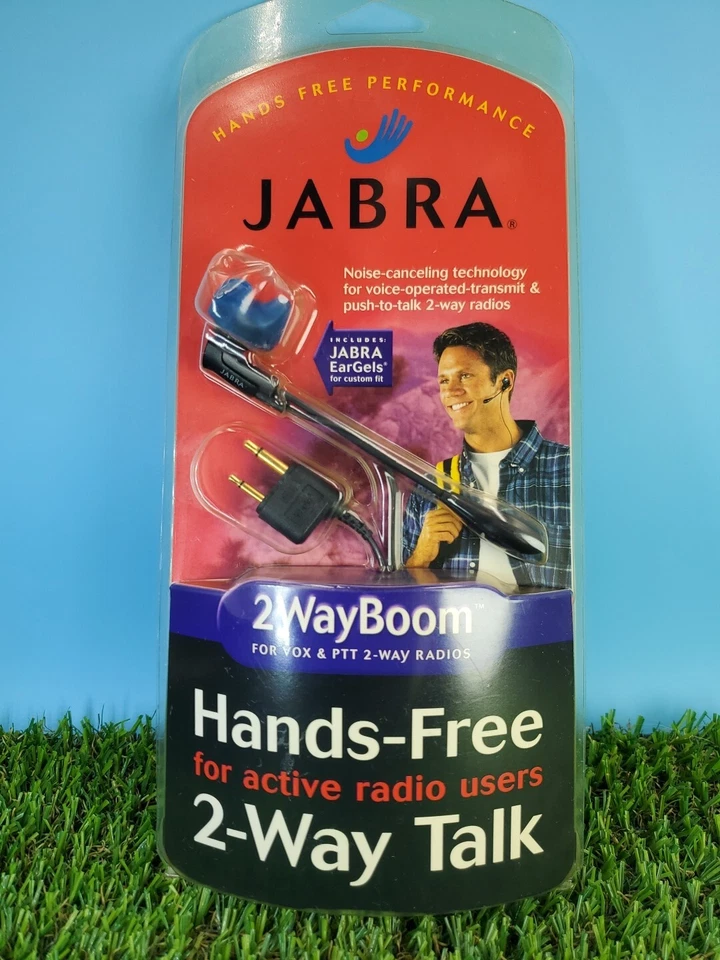 HANDS FREE PERFORMANCE
JABRA®
Noise-canceling technology
for voice-operated-transmit &
push-to-talk 2-way radios
INCLUDES:
JABRA
EarGels®
for custom fit
JABRA
2WayBoom™
FOR VOX & PTT 2-WAY RADIOS
Hands-Free
for active radio users
2-Way Talk